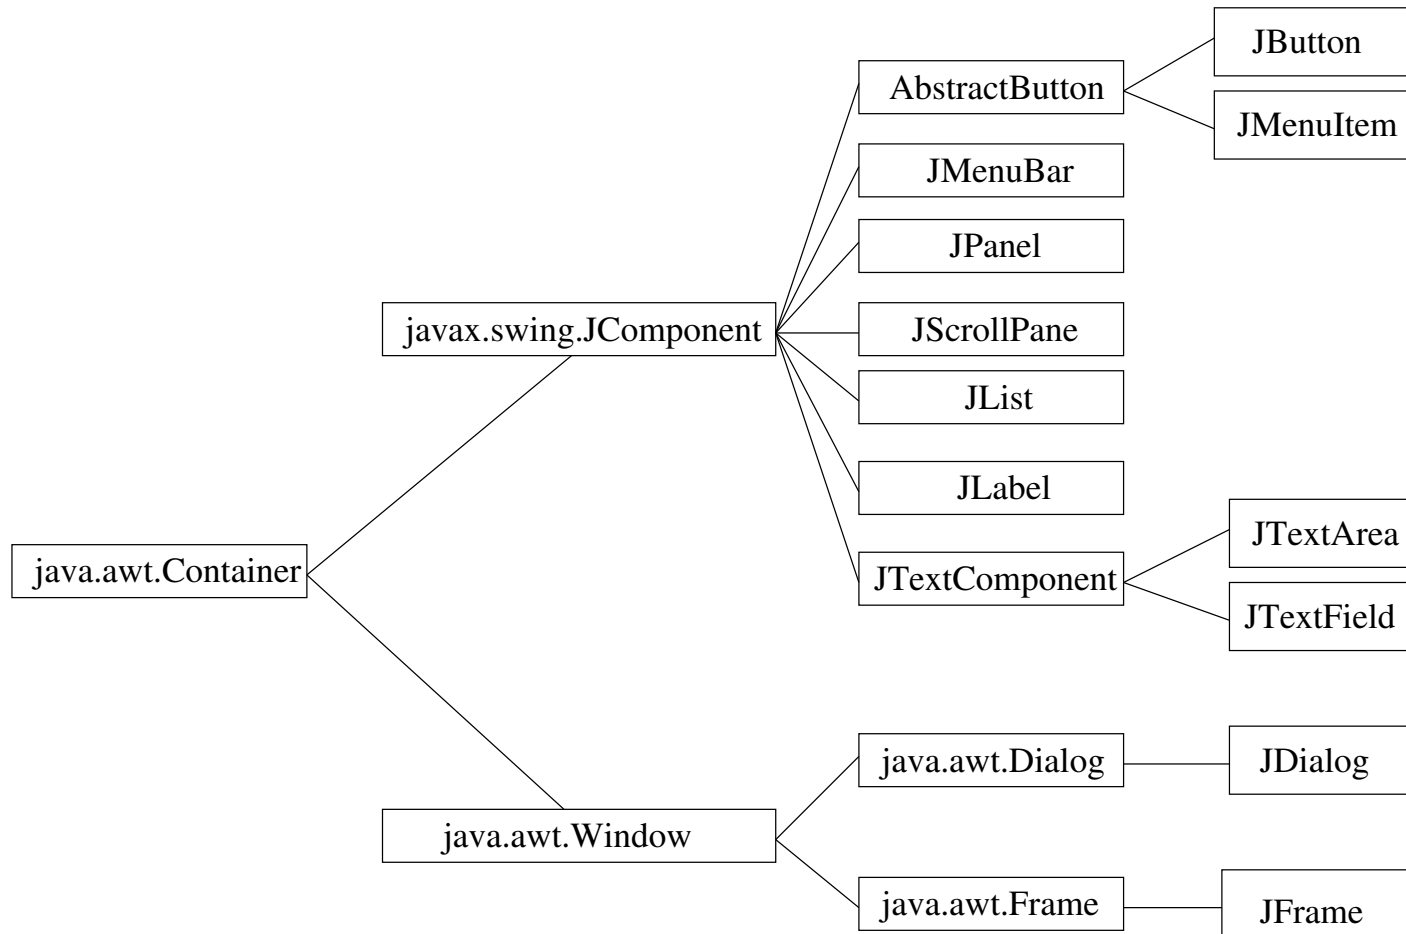 JButton
AbstractButton
JMenuItem
JMenuBar
JPanel
javax.swing.JComponent
JScrollPane
JList
JLabel
JTextArea
java.awt.Container
JTextComponent
JTextField
java.awt.Dialog
JDialog
java.awt.Window
java.awt.Frame
JFrame